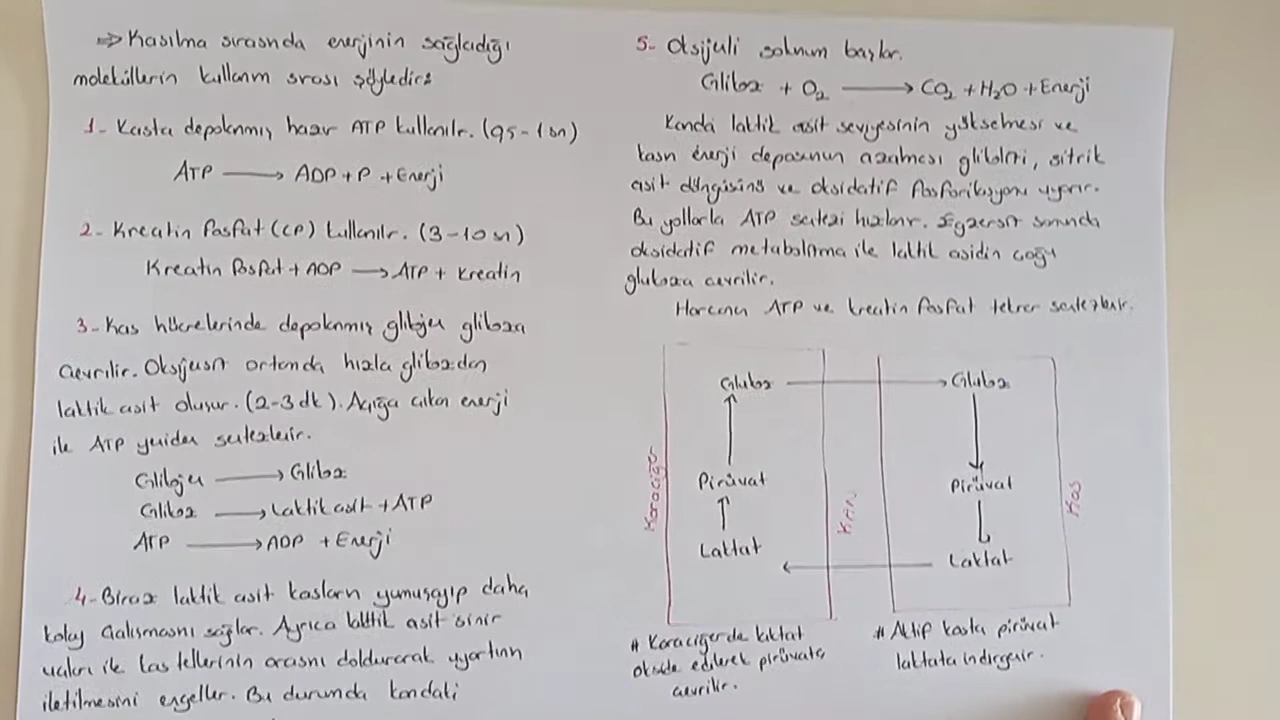 ⇒ Kasılma sırasında enerjinin sağladığı
moleküllerin kullanım sırası şöyledir:
1- Kasta depolanmış hazır ATP kullanılır. (0,5-1 sn)
ATP → ADP + P + Enerji
2- Kreatin fosfat (CP) kullanılır. (3-10 sn)
Kreatin fosfat + ADP → ATP + Kreatin
3- Kas hücrelerinde depolanmış glikojen glikoza
çevrilir. Oksijensiz ortamda hızla glikozdan
laktik asit oluşur. (2-3 dk). Açığa çıkan enerji
ile ATP yeniden sentezlenir.
Glikojen → Glikoz
Glikoz → Laktik asit + ATP
ATP → ADP + Enerji
4- Biraz laktik asit kasların yumuşayıp daha
kolay çalışmasını sağlar. Ayrıca laktik asit sinir
uçları ile kas tellerinin arasını doldurarak uyartının
iletilmesini engeller. Bu durumda kandaki
5- Oksijenli solunum başlar.
Glikoz + O₂ → CO₂ + H₂O + Enerji
Kanda laktik asit seviyesinin yükselmesi ve
kasın enerji deposunun azalması glikolizi, sitrik
asit döngüsünü ve oksidatif fosforilasyonu uyarır.
Bu yollarla ATP sentezi hızlanır. Egzersiz sonunda
oksidatif metabolizma ile laktik asidin çoğu
glukoza çevrilir.
Harcanan ATP ve kreatin fosfat tekrar sentezlenir.
Glukoz → Glukoz
Karaciğer
Pirüvat
Kan
Pirüvat
Kas
Laktat
Laktat
# Karaciğerde laktat
okside edilerek pirüvata
çevrilir.
# Aktif kasta pirüvat
laktata indirgenir.